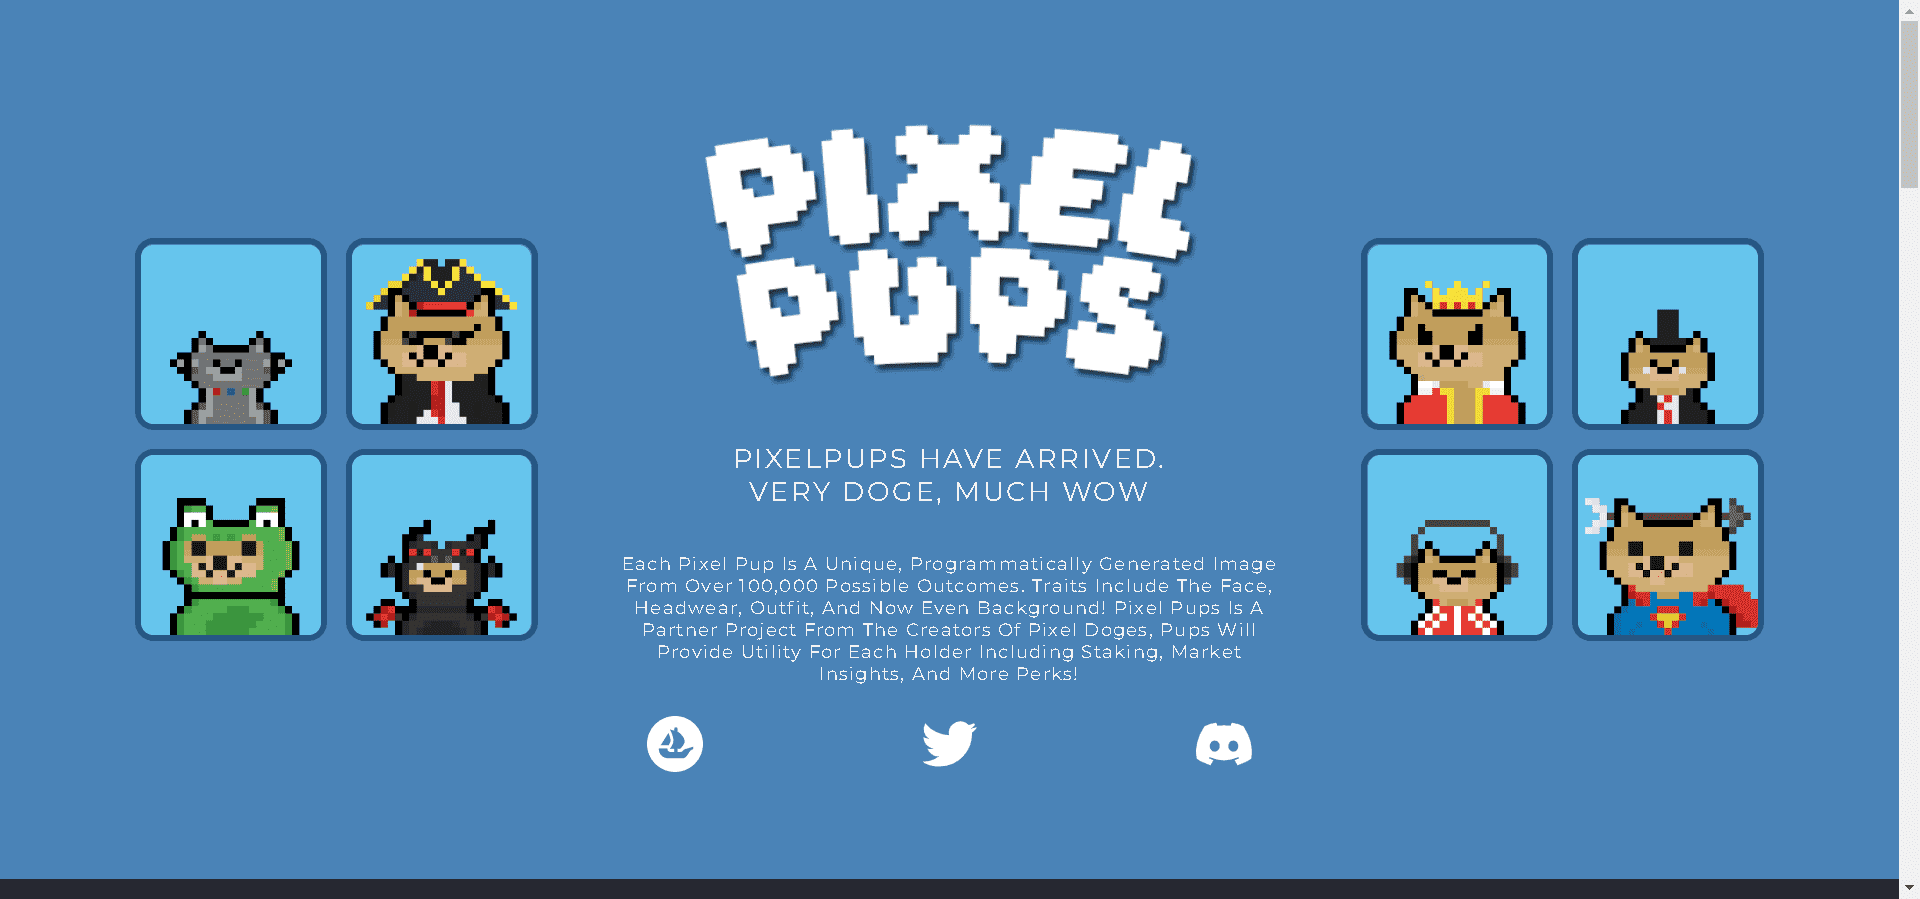 PIXEL
PUPS
PIXELPUPS HAVE ARRIVED.
VERY DOGE, MUCH WOW
Each Pixel Pup Is A Unique, Programmatically Generated Image
From Over 100,000 Possible Outcomes. Traits Include The Face,
Headwear, Outfit, And Now Even Background! Pixel Pups Is A
Partner Project From The Creators Of Pixel Doges, Pups Will
Provide Utility For Each Holder Including Staking, Market
Insights, And More Perks!